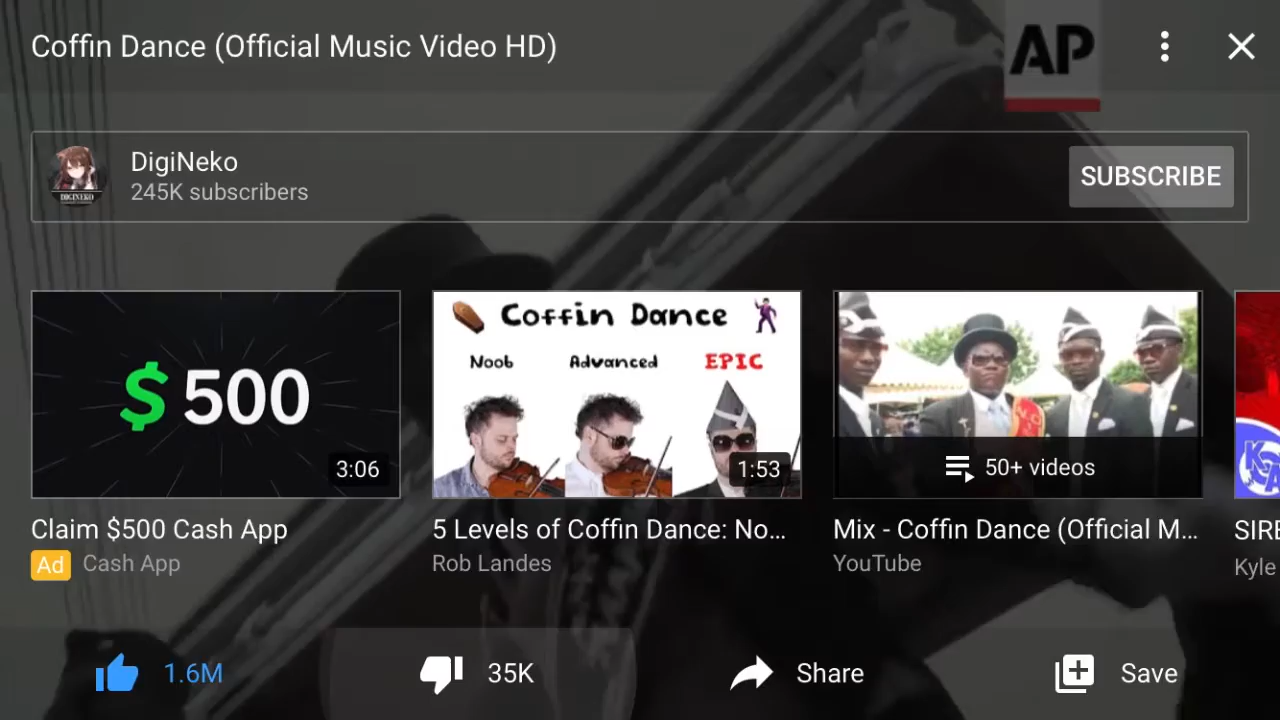 Coffin Dance (Official Music Video HD)
AP
DigiNeko
245K subscribers
DIGINEKO
SUBSCRIBE
$500
3:06
Coffin Dance
Noob Advanced EPIC
1:53
50+ videos
Claim $500 Cash App
Ad Cash App
5 Levels of Coffin Dance: No...
Rob Landes
Mix - Coffin Dance (Official M...
YouTube
SIRE
Kyle
1.6M
35K
Share
Save